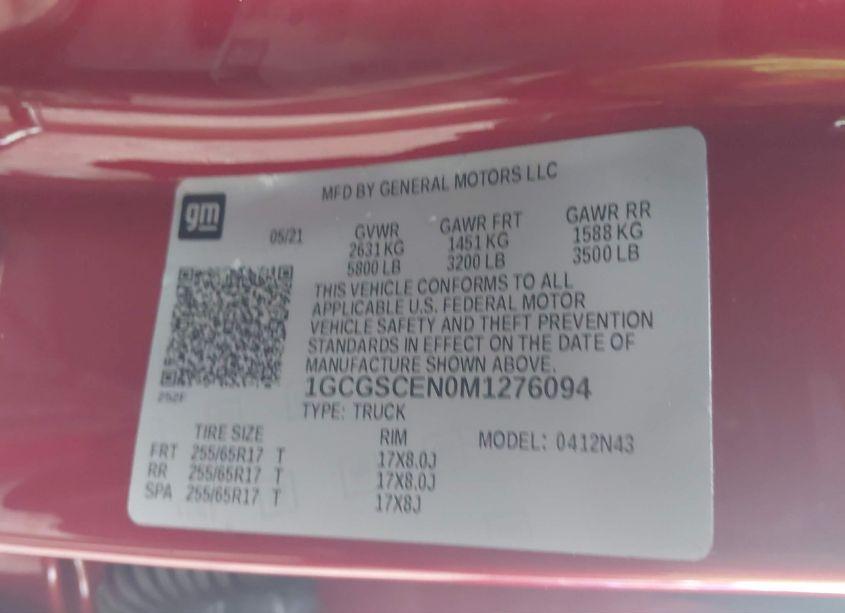 MFD BY GENERAL MOTORS LLC
gm
05/21
GVWR GAWR FRT GAWR RR
2631 KG 1451 KG 1588 KG
5800 LB 3200 LB 3500 LB
THIS VEHICLE CONFORMS TO ALL
APPLICABLE U.S. FEDERAL MOTOR
VEHICLE SAFETY AND THEFT PREVENTION
STANDARDS IN EFFECT ON THE DATE OF
MANUFACTURE SHOWN ABOVE.
1GCGSCEN0M1276094
252F
TYPE: TRUCK
TIRE SIZE RIM MODEL: 0412N43
FRT 255/65R17 T 17X8.0J
RR 255/65R17 T 17X8.0J
SPA 255/65R17 T 17X8J